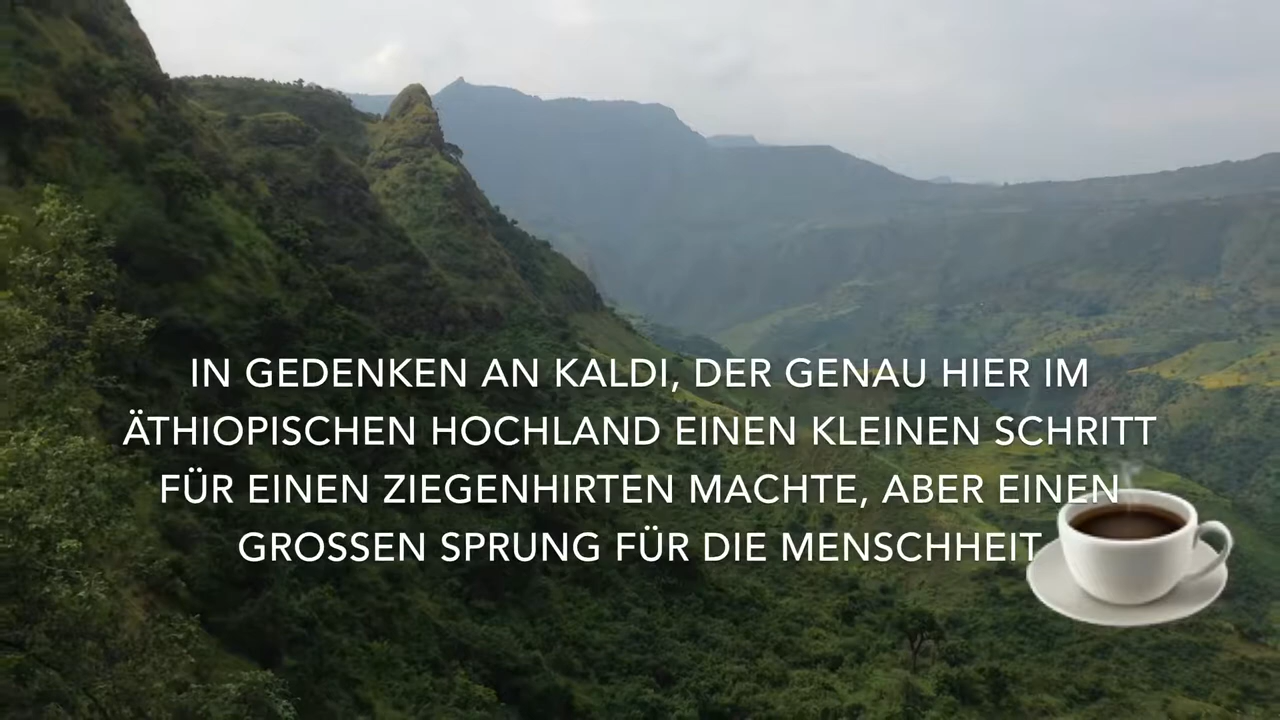 IN GEDENKEN AN KALDI, DER GENAU HIER IM
ÄTHIOPISCHEN HOCHLAND EINEN KLEINEN SCHRITT
FÜR EINEN ZIEGENHIRTEN MACHTE, ABER EINEN
GROSSEN SPRUNG FÜR DIE MENSCHHEIT